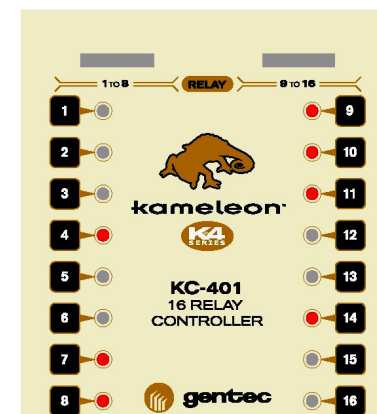 1 TO 8 RELAY 9 TO 16
1 9
2 10
3 11
kameleon
4 K4 12
SERIES
5 13
KC-401
6 16 RELAY 14
CONTROLLER
7 15
8 gentec 16